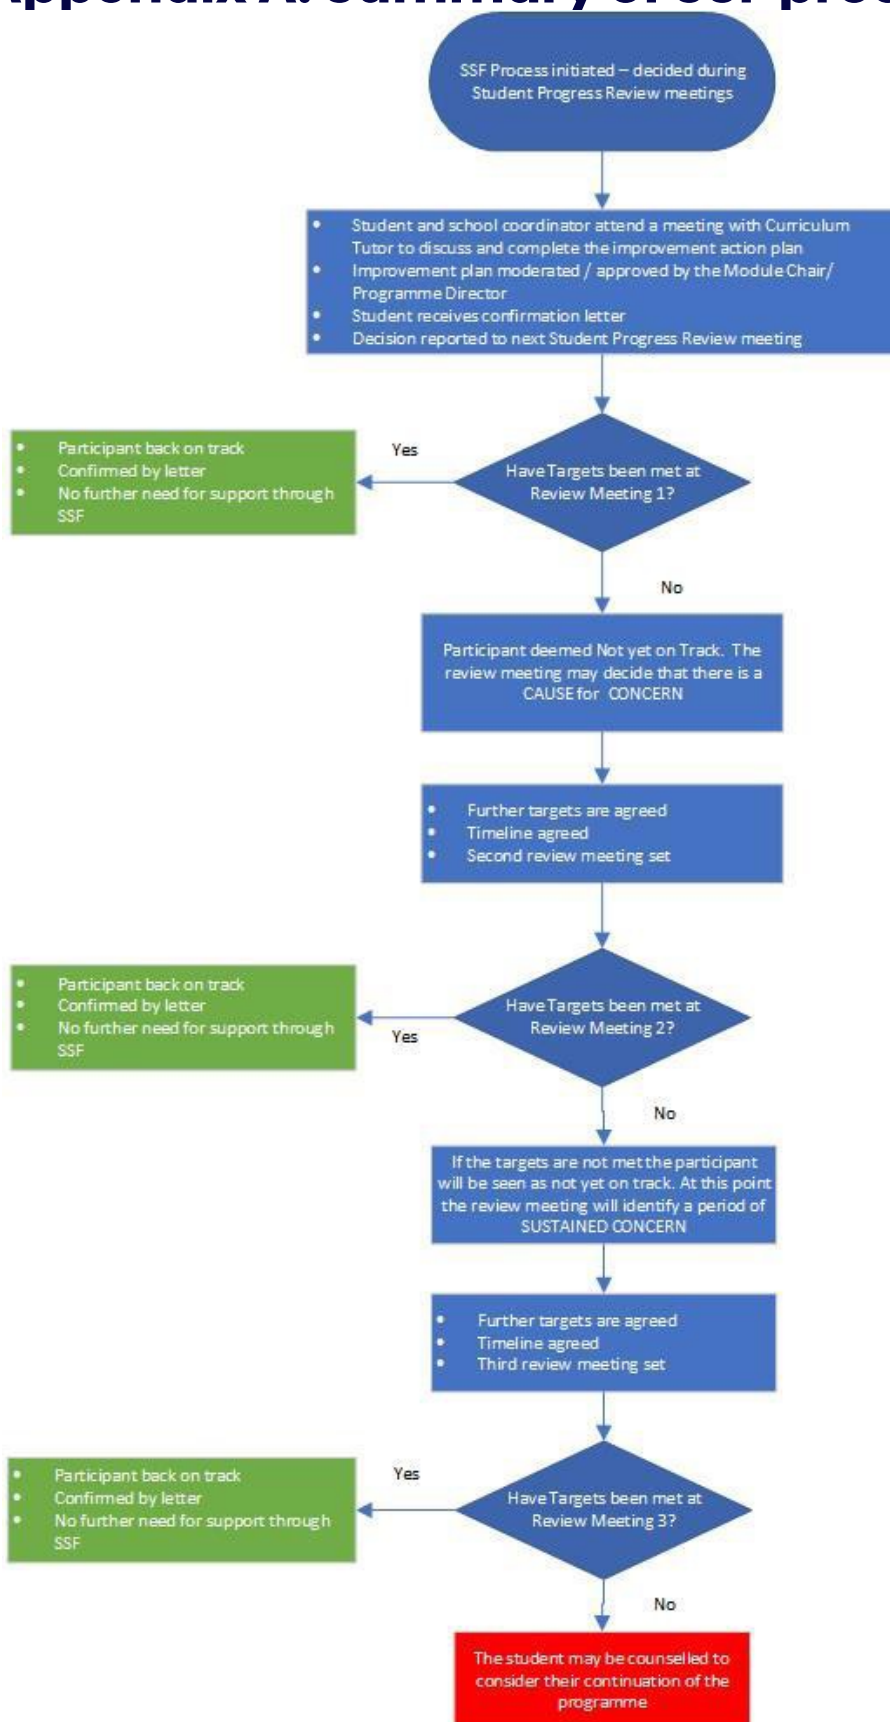 Appendix A: Summary of SSF proc
SSF Process initiated – decided during
Student Progress Review meetings
• Student and school coordinator attend a meeting with Curriculum
Tutor to discuss and complete the improvement action plan
• Improvement plan moderated / approved by the Module Chair/
Programme Director
• Student receives confirmation letter
• Decision reported to next Student Progress Review meeting
Have Targets been met at
Review Meeting 1?
Yes
• Participant back on track
• Confirmed by letter
• No further need for support through
SSF
No
Participant deemed Not yet on Track. The
review meeting may decide that there is a
CAUSE for CONCERN
• Further targets are agreed
• Timeline agreed
• Second review meeting set
Have Targets been met at
Review Meeting 2?
Yes
• Participant back on track
• Confirmed by letter
• No further need for support through
SSF
No
If the targets are not met the participant
will be seen as not yet on track. At this point
the review meeting will identify a period of
SUSTAINED CONCERN
• Further targets are agreed
• Timeline agreed
• Third review meeting set
Have Targets been met at
Review Meeting 3?
Yes
• Participant back on track
• Confirmed by letter
• No further need for support through
SSF
No
The student may be counselled to
consider their continuation of the
programme